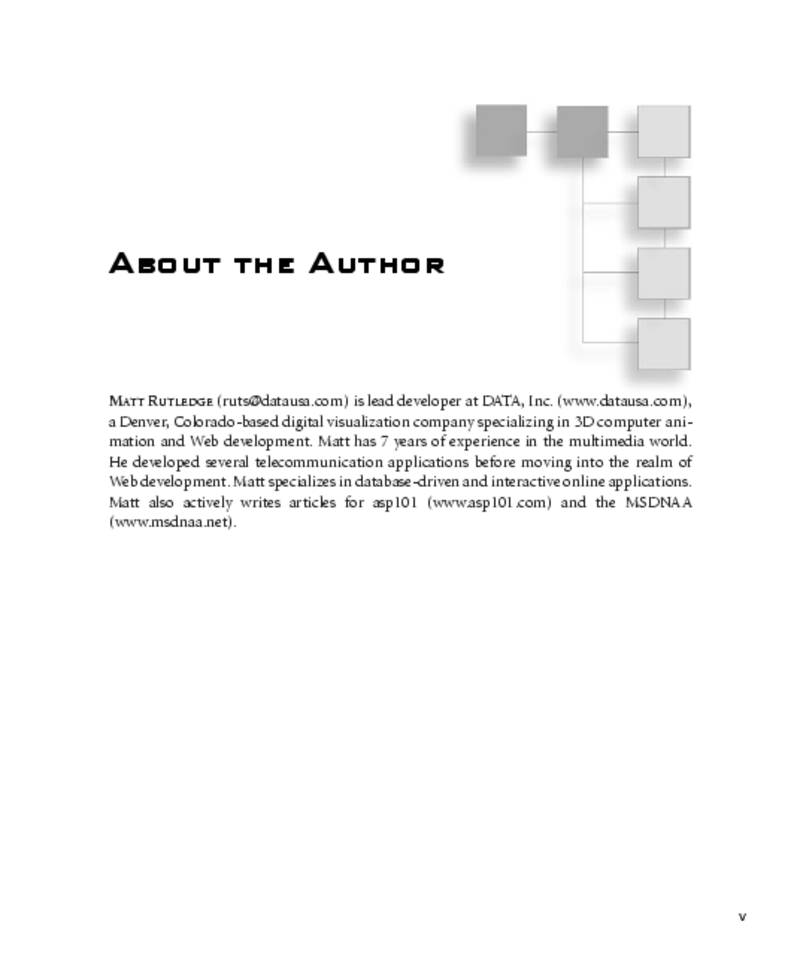 About the Author
Matt Rutledge (ruts@datausa.com) is lead developer at DATA, Inc. (www.datausa.com),
a Denver, Colorado-based digital visualization company specializing in 3D computer ani-
mation and Web development. Matt has 7 years of experience in the multimedia world.
He developed several telecommunication applications before moving into the realm of
Web development. Matt specializes in database-driven and interactive online applications.
Matt also actively writes articles for asp101 (www.asp101.com) and the MSDNAA
(www.msdnaa.net).
v